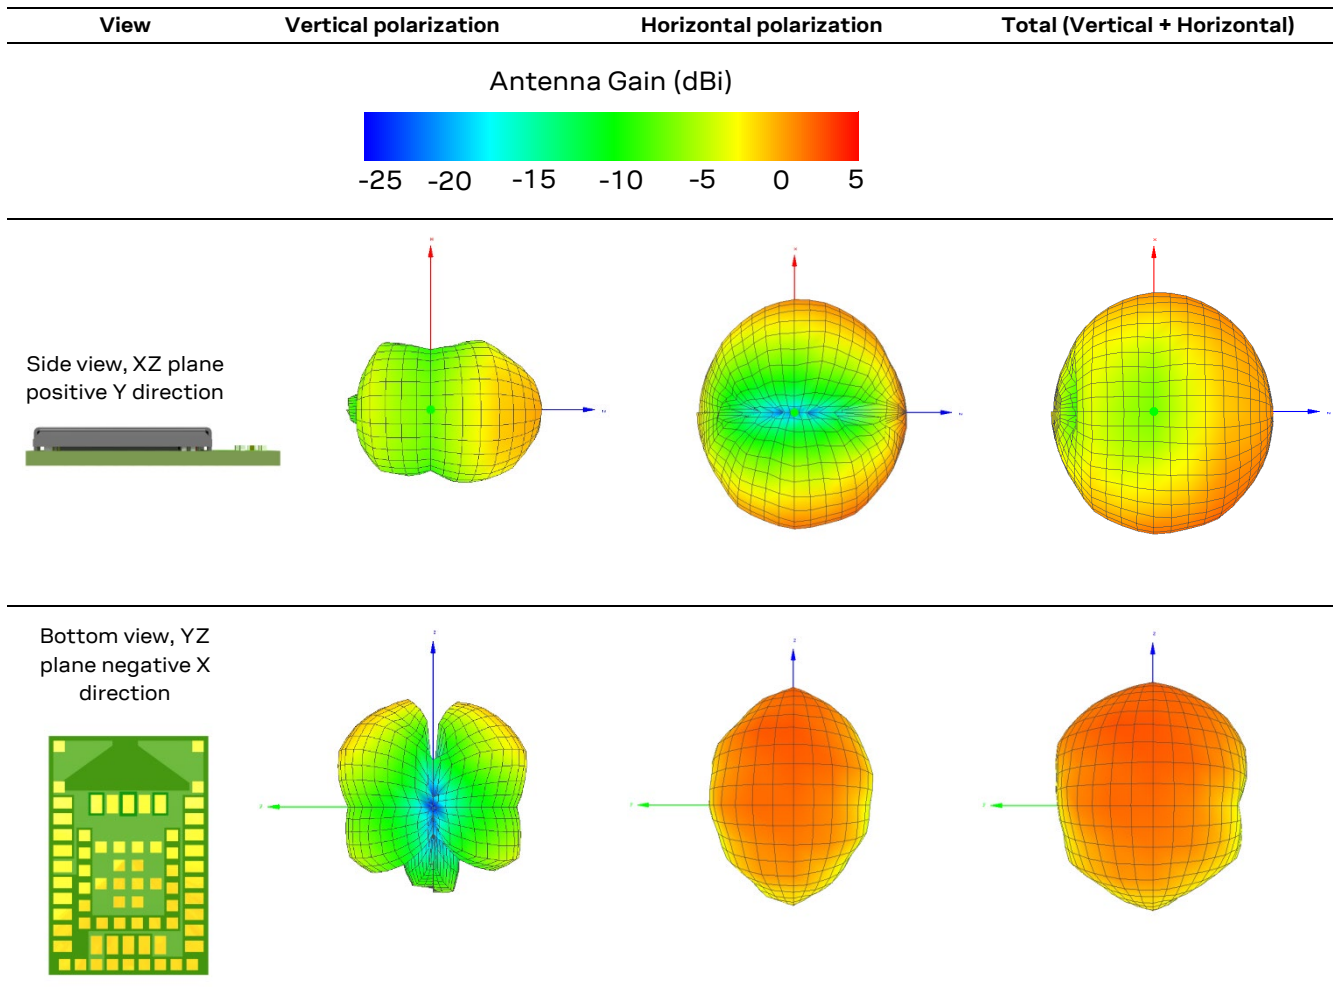 View Vertical polarization Horizontal polarization Total (Vertical + Horizontal)
Antenna Gain (dBi)
-25 -20 -15 -10 -5 0 5
Side view, XZ plane
positive Y direction
Bottom view, YZ
plane negative X
direction